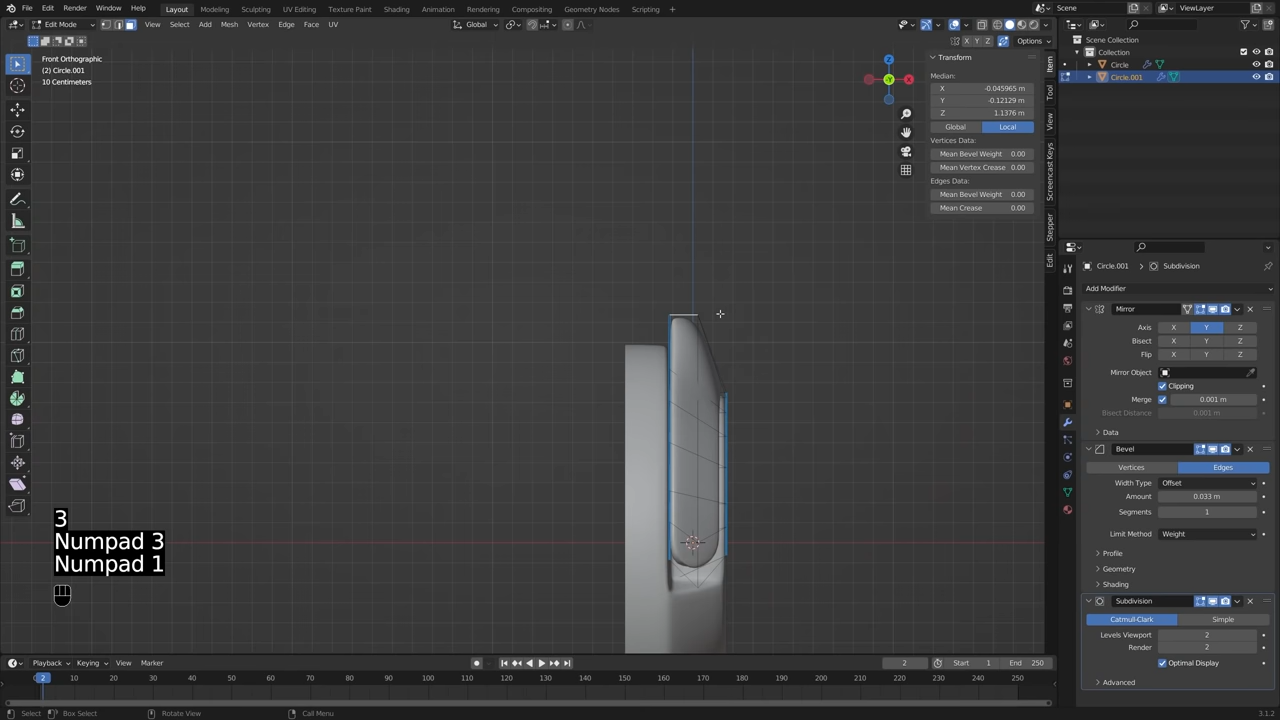 File Edit Render Window Help Layout Modeling Sculpting UV Editing Texture Paint Shading Animation Rendering Compositing Geometry Nodes Scripting + Scene ViewLayer
Edit Mode View Select Add Mesh Vertex Edge Face UV Global
X Y Z Options
Front Orthographic
(2) Circle.001
10 Centimeters
Z
-Y
X
Transform
Median:
X -0.045965 m
Y -0.12129 m
Z 1.1376 m
Global Local
Vertices Data:
Mean Bevel Weight 0.00
Mean Vertex Crease 0.00
Edges Data:
Mean Bevel Weight 0.00
Mean Crease 0.00
Item
Tool
View
Screencast Keys
Stepper
Edit
Scene Collection
Collection
Circle
Circle.001
Circle.001 > Subdivision
Add Modifier
Mirror
Axis X Y Z
Bisect X Y Z
Flip X Y Z
Mirror Object
Clipping
Merge 0.001 m
Bisect Distance 0.001 m
Data
Bevel
Vertices Edges
Width Type Offset
Amount 0.033 m
Segments 1
Limit Method Weight
Profile
Geometry
Shading
Subdivision
Catmull-Clark Simple
Levels Viewport 2
Render 2
Optimal Display
Advanced
3
Numpad 3
Numpad 1
Playback Keying View Marker 2 Start 1 End 250
2 10 20 30 40 50 60 70 80 90 100 110 120 130 140 150 160 170 180 190 200 210 220 230 240 250
Select Box Select Rotate View Call Menu 3.1.2